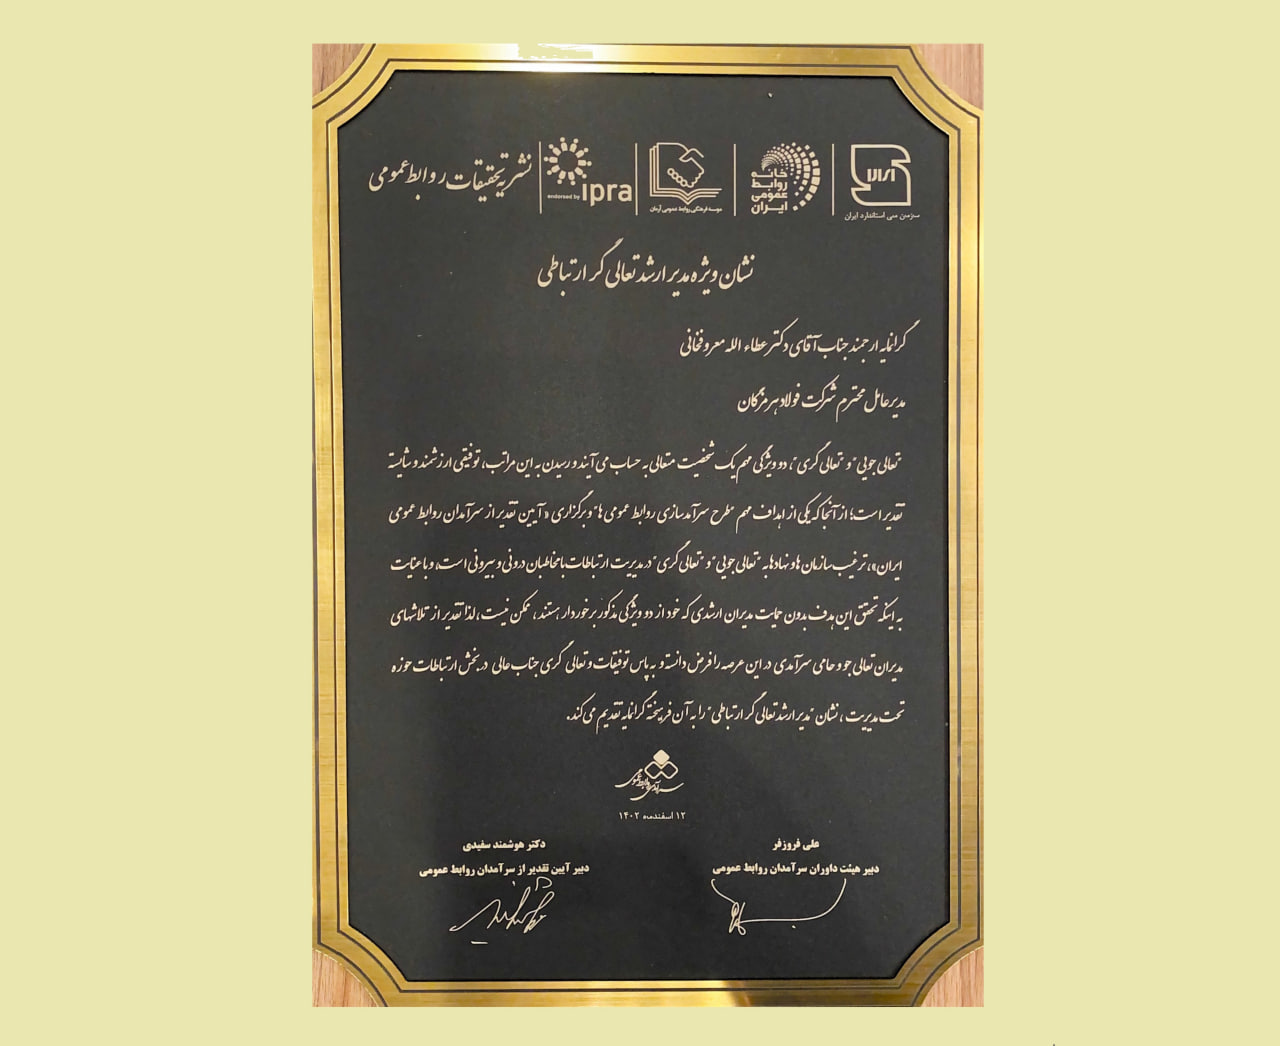 سازمان ملی استاندارد ایران
خانه
روابط
عمومی
ایران
موسسه فرهنگی روابط عمومی آرمان
endorsed by ipra
نشریه تحقیقات روابط عمومی
نشان ویژه مدیر ارشد تعالی گر ارتباطی
گرانمایه ارجمند جناب آقای دکتر عطاء الله معروفخانی
مدیرعامل محترم شرکت فولاد هرمزگان
"تعالی جویی" و "تعالی گری"، دو ویژگی مهم یک شخصیت متعالی به حساب می آیند و رسیدن به این مراتب، توفیقی ارزشمند و شایسته
تقدیر است؛ از آنجا که یکی از اهداف مهم "طرح سرآمدسازی روابط عمومی ها" و برگزاری «آیین تقدیر از سرآمدان روابط عمومی
ایران»، ترغیب سازمان ها و نهادها به "تعالی جویی" و "تعالی گری" در مدیریت ارتباطات با مخاطبان درونی و بیرونی است، و با عنایت
به اینکه تحقق این هدف بدون حمایت مدیران ارشدی که خود از دو ویژگی مذکور برخوردار هستند، ممکن نیست، لذا تقدیر از تلاشهای
مدیران تعالی جو و حامی سرآمدی در این عرصه را فرض دانسته و به پاس توفیقات و تعالی گری جناب عالی در بخش ارتباطات حوزه
تحت مدیریت، نشان "مدیر ارشد تعالی گر ارتباطی" را به آن فریخته گرانمایه تقدیم می کند.
سرآمدی روابط عمومی
۱۲ اسفندماه ۱۴۰۲
علی فروزفر
دبیر هیئت داوران سرآمدان روابط عمومی
دکتر هوشمند سفیدی
دبیر آیین تقدیر از سرآمدان روابط عمومی